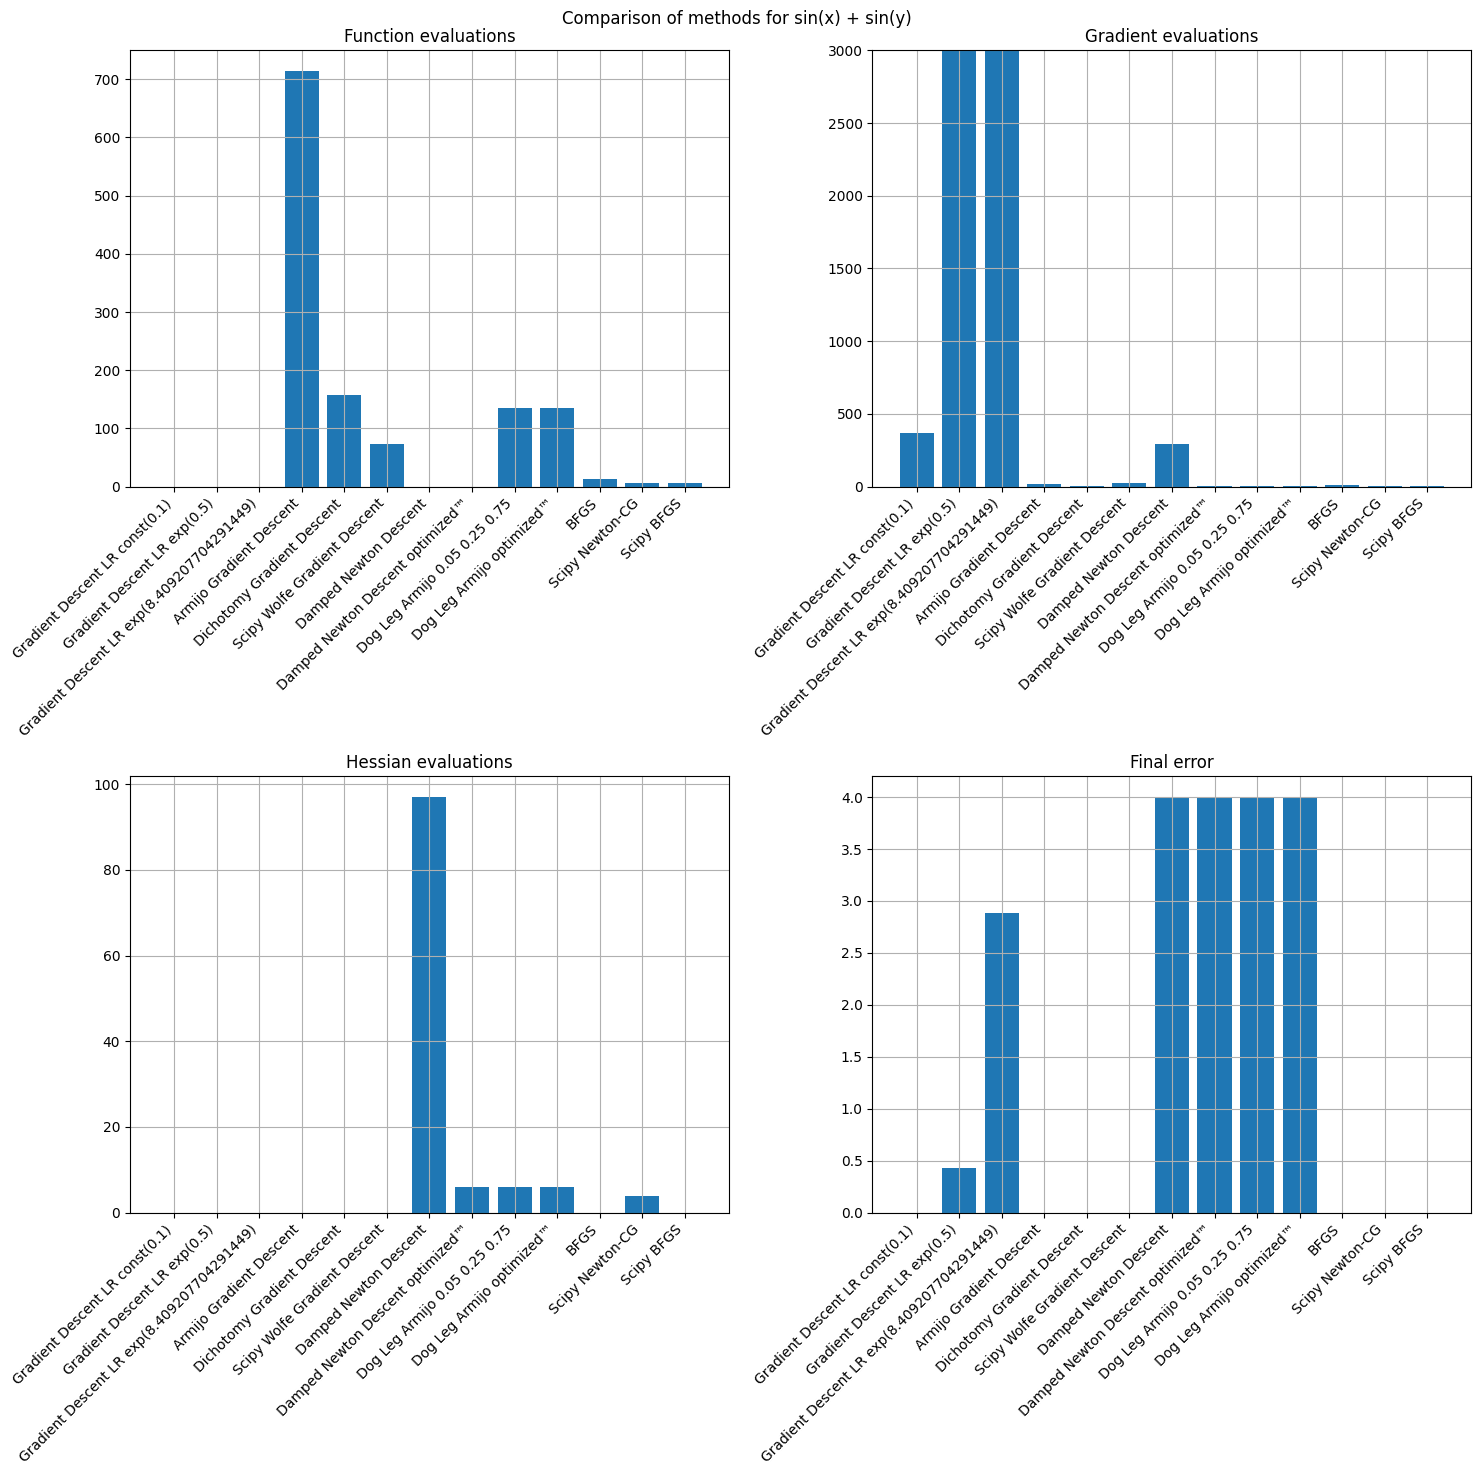 Comparison of methods for sin(x) + sin(y)
Function evaluations
700
600
500
400
300
200
100
0
Gradient Descent LR const(0.1)
Gradient Descent LR exp(0.5)
Gradient Descent LR exp(8.409207704291449)
Armijo Gradient Descent
Dichotomy Gradient Descent
Scipy Wolfe Gradient Descent
Damped Newton Descent
Damped Newton Descent optimized™
Dog Leg Armijo 0.05 0.25 0.75
Dog Leg Armijo optimized™
BFGS
Scipy Newton-CG
Scipy BFGS
Gradient evaluations
3000
2500
2000
1500
1000
500
0
Gradient Descent LR const(0.1)
Gradient Descent LR exp(0.5)
Gradient Descent LR exp(8.409207704291449)
Armijo Gradient Descent
Dichotomy Gradient Descent
Scipy Wolfe Gradient Descent
Damped Newton Descent
Damped Newton Descent optimized™
Dog Leg Armijo 0.05 0.25 0.75
Dog Leg Armijo optimized™
BFGS
Scipy Newton-CG
Scipy BFGS
Hessian evaluations
100
80
60
40
20
0
Gradient Descent LR const(0.1)
Gradient Descent LR exp(0.5)
Gradient Descent LR exp(8.409207704291449)
Armijo Gradient Descent
Dichotomy Gradient Descent
Scipy Wolfe Gradient Descent
Damped Newton Descent
Damped Newton Descent optimized™
Dog Leg Armijo 0.05 0.25 0.75
Dog Leg Armijo optimized™
BFGS
Scipy Newton-CG
Scipy BFGS
Final error
4.0
3.5
3.0
2.5
2.0
1.5
1.0
0.5
0.0
Gradient Descent LR const(0.1)
Gradient Descent LR exp(0.5)
Gradient Descent LR exp(8.409207704291449)
Armijo Gradient Descent
Dichotomy Gradient Descent
Scipy Wolfe Gradient Descent
Damped Newton Descent
Damped Newton Descent optimized™
Dog Leg Armijo 0.05 0.25 0.75
Dog Leg Armijo optimized™
BFGS
Scipy Newton-CG
Scipy BFGS